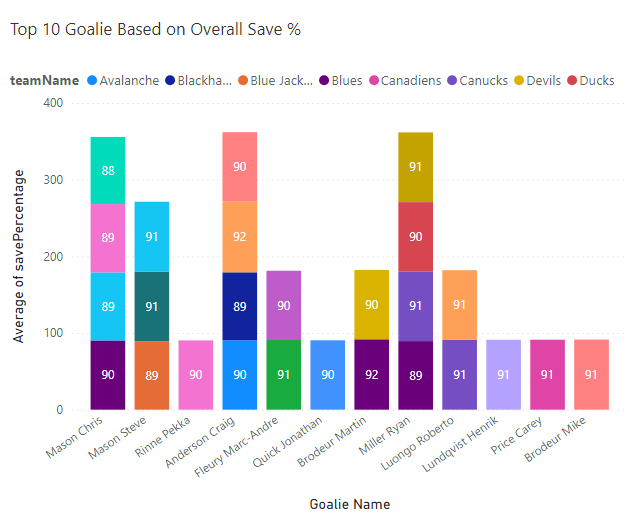 Top 10 Goalie Based on Overall Save %
teamName Avalanche Blackha... Blue Jack... Blues Canadiens Canucks Devils Ducks
Average of savePercentage
400
300
200
100
0
88
89
89
90
91
91
89
90
90
92
89
90
90
91
90
90
92
91
90
91
89
91
91
91
91
91
Mason Chris
Mason Steve
Rinne Pekka
Anderson Craig
Fleury Marc-Andre
Quick Jonathan
Brodeur Martin
Miller Ryan
Luongo Roberto
Lundqvist Henrik
Price Carey
Brodeur Mike
Goalie Name